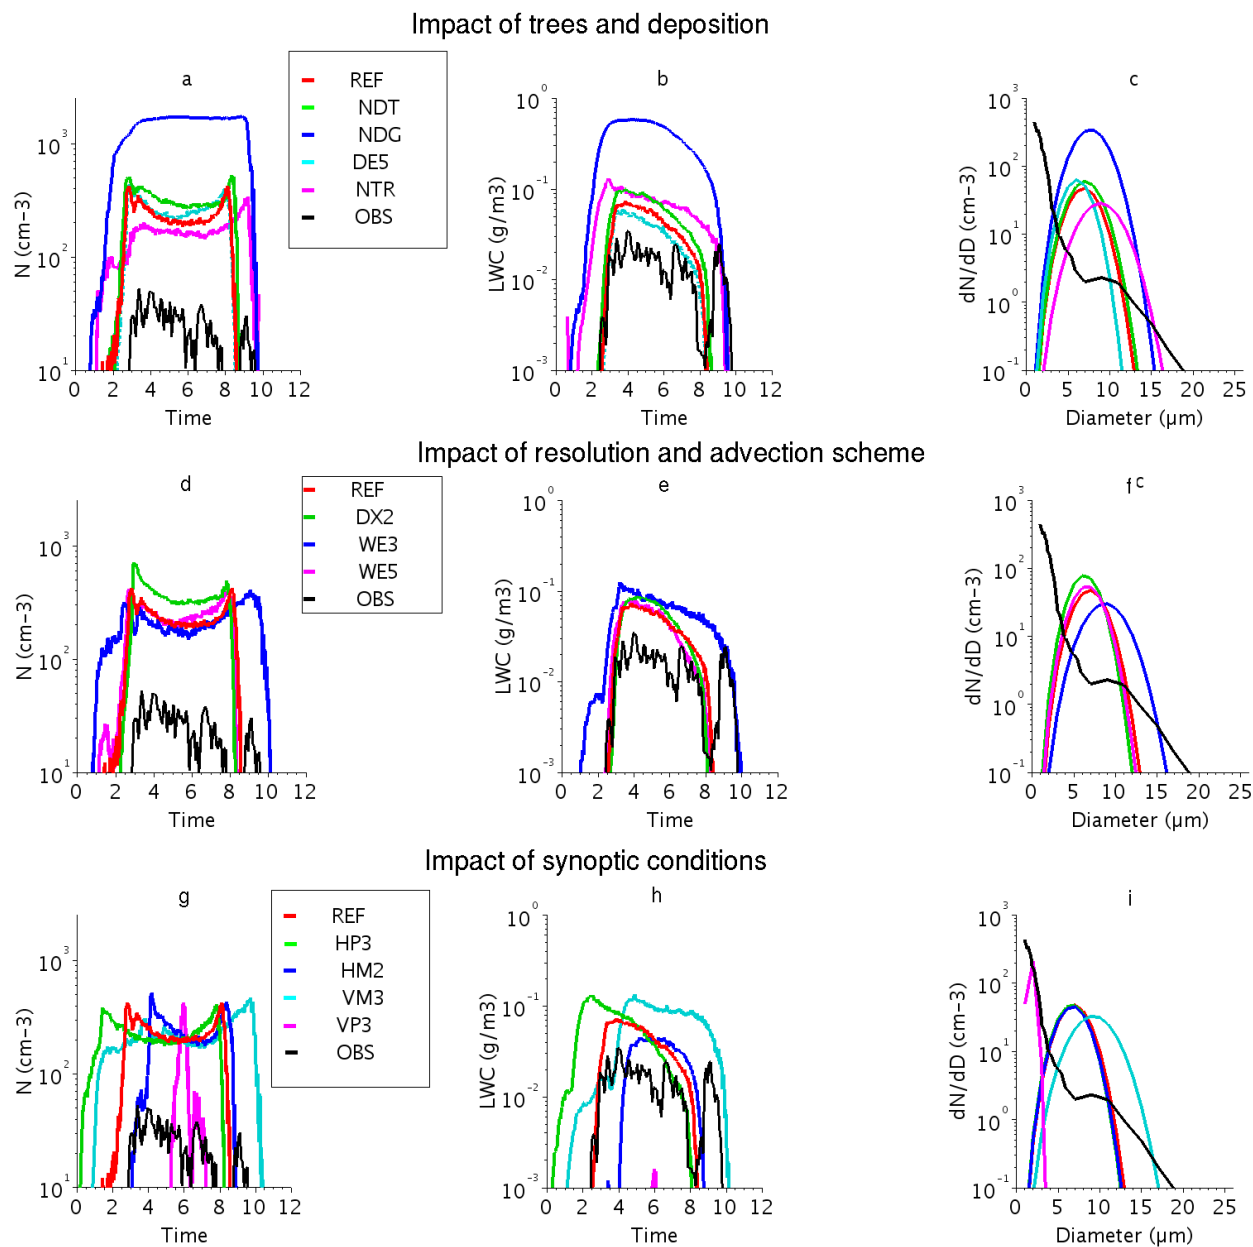 Impact of trees and deposition
a
b
c
REF
NDT
NDG
DE5
NTR
OBS
N (cm−3)
10^3
10^2
10^1
0 2 4 6 8 10 12
Time
LWC (g/m3)
10^0
10^−1
10^−2
10^−3
0 2 4 6 8 10 12
Time
dN/dD (cm−3)
10^3
10^2
10^1
10^0
10^−1
0 5 10 15 20 25
Diameter (µm)
Impact of resolution and advection scheme
d
e
f c
REF
DX2
WE3
WE5
OBS
N (cm−3)
10^3
10^2
10^1
0 2 4 6 8 10 12
Time
LWC (g/m3)
10^0
10^−1
10^−2
10^−3
0 2 4 6 8 10 12
Time
dN/dD (cm−3)
10^3
10^2
10^1
10^0
10^−1
0 5 10 15 20 25
Diameter (µm)
Impact of synoptic conditions
g
h
i
REF
HP3
HM2
VM3
VP3
OBS
N (cm−3)
10^3
10^2
10^1
0 2 4 6 8 10 12
Time
LWC (g/m3)
10^0
10^−1
10^−2
10^−3
0 2 4 6 8 10 12
Time
dN/dD (cm−3)
10^3
10^2
10^1
10^0
10^−1
0 5 10 15 20 25
Diameter (µm)